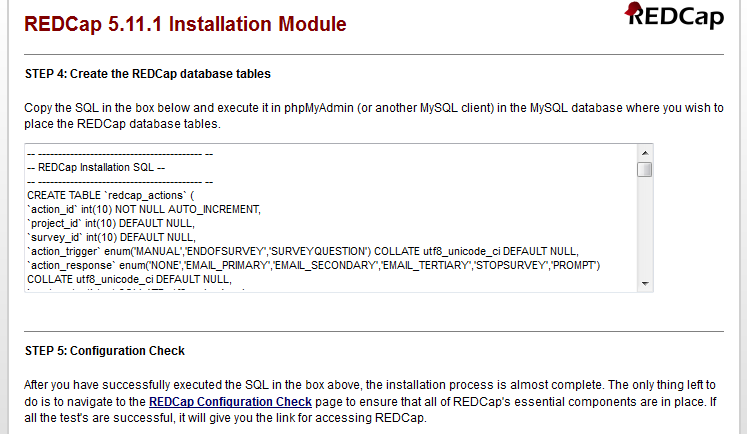 REDCap 5.11.1 Installation Module
REDCap
STEP 4: Create the REDCap database tables
Copy the SQL in the box below and execute it in phpMyAdmin (or another MySQL client) in the MySQL database where you wish to
place the REDCap database tables.
-- ---------------------------------------- --
-- REDCap Installation SQL --
-- ---------------------------------------- --
CREATE TABLE `redcap_actions` (
`action_id` int(10) NOT NULL AUTO_INCREMENT,
`project_id` int(10) DEFAULT NULL,
`survey_id` int(10) DEFAULT NULL,
`action_trigger` enum('MANUAL','ENDOFSURVEY','SURVEYQUESTION') COLLATE utf8_unicode_ci DEFAULT NULL,
`action_response` enum('NONE','EMAIL_PRIMARY','EMAIL_SECONDARY','EMAIL_TERTIARY','STOPSURVEY','PROMPT')
COLLATE utf8_unicode_ci DEFAULT NULL,
STEP 5: Configuration Check
After you have successfully executed the SQL in the box above, the installation process is almost complete. The only thing left to
do is to navigate to the REDCap Configuration Check page to ensure that all of REDCap's essential components are in place. If
all the test's are successful, it will give you the link for accessing REDCap.